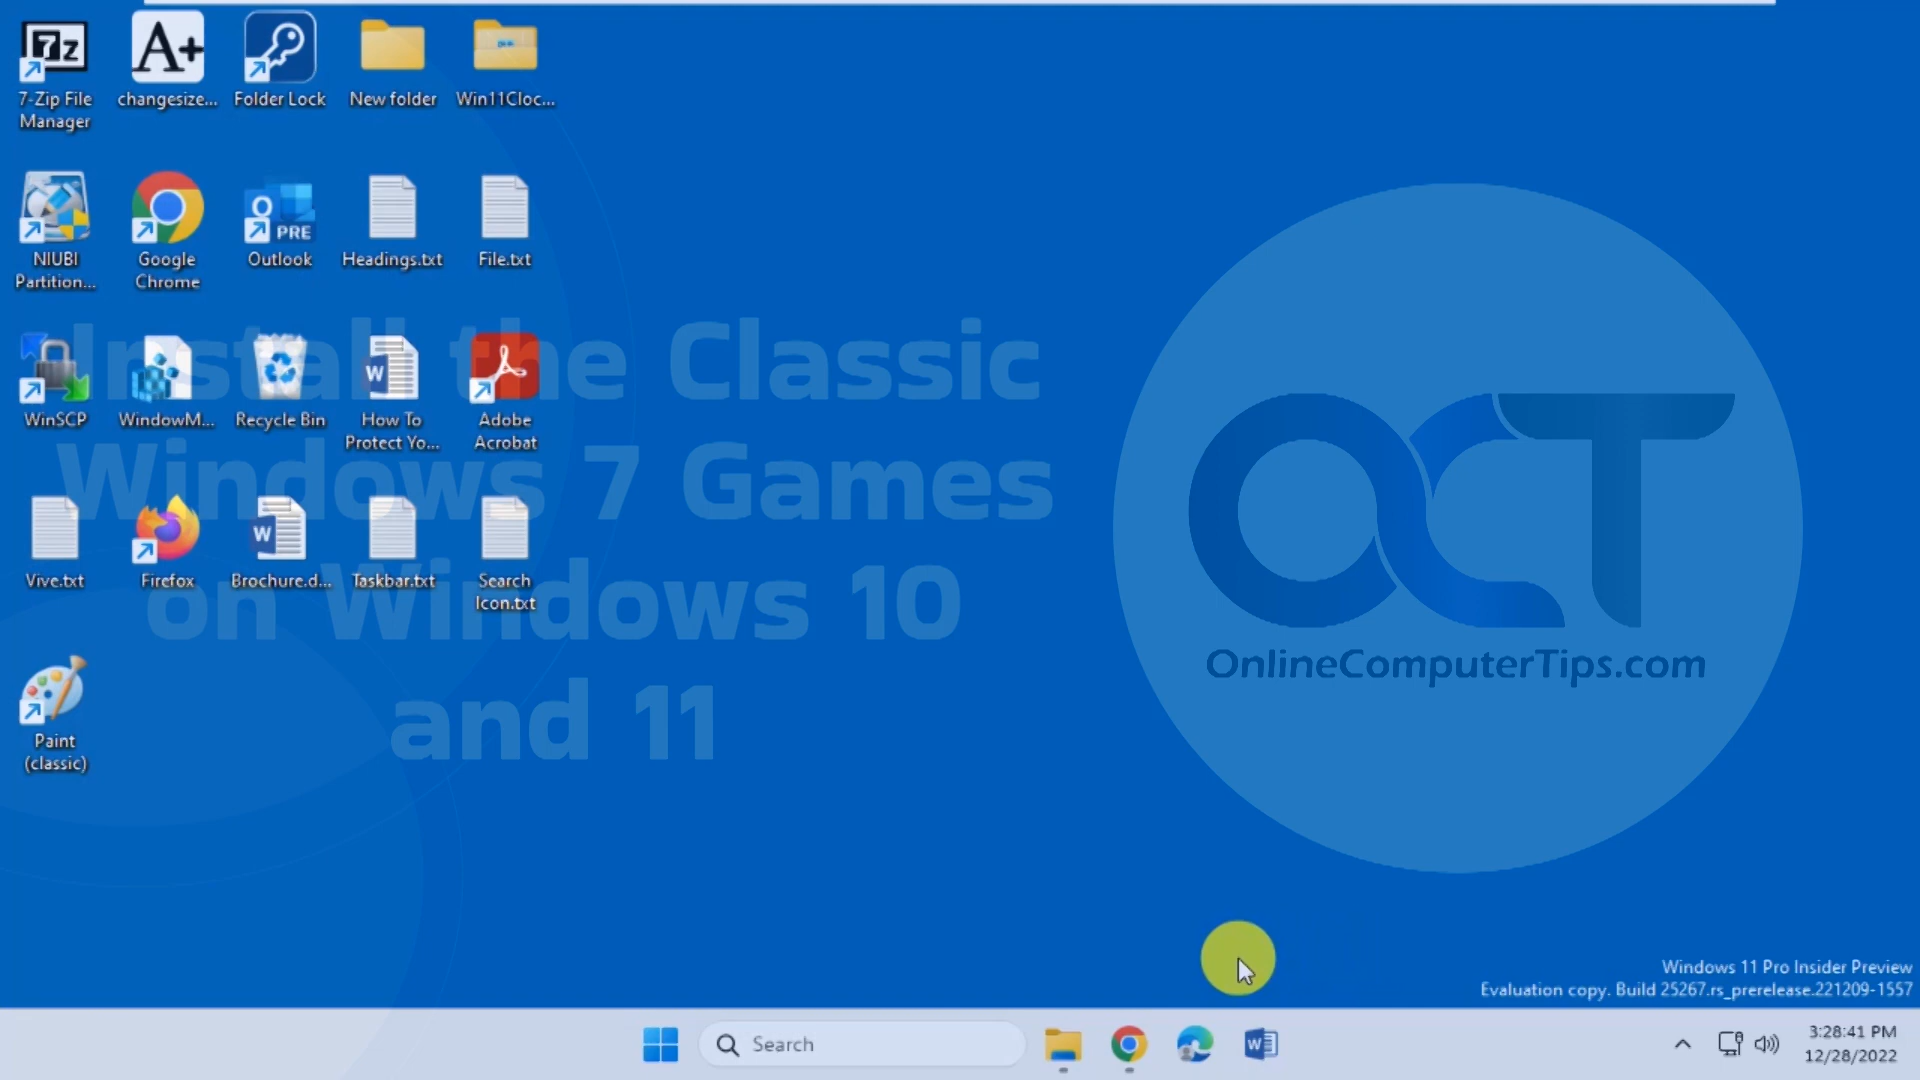 7-Zip File
Manager
changesize...
Folder Lock
New folder
Win11Cloc...
NIUBI
Partition...
Google
Chrome
Outlook
PRE
Headings.txt
File.txt
WinSCP
WindowM...
Recycle Bin
How To
Protect Yo...
Adobe
Acrobat
Vive.txt
Firefox
Brochure.d...
Taskbar.txt
Search
Icon.txt
Paint
(classic)
Install the Classic
Windows 7 Games
on Windows 10
and 11
OCT
OnlineComputerTips.com
Windows 11 Pro Insider Preview
Evaluation copy. Build 25267.rs_prerelease.221209-1557
Search
3:28:41 PM
12/28/2022